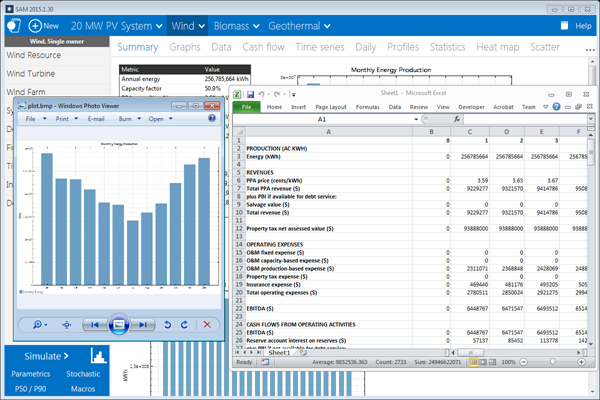 SAM 2015.1.30
New 20 MW PV System Wind Biomass Geothermal Help
Wind, Single owner
Summary Graphs Data Cash flow Time series Daily Profiles Statistics Heat map Scatter ...
Wind Resource
Wind Turbine
Wind Farm
Metric Value
Annual energy 256,785,664 kWh
Capacity factor 50.9%
Monthly Energy Production
plot.bmp - Windows Photo Viewer
File Print E-mail Burn Open
Monthly Energy Production
Monthly Energy
Sheet1 - Microsoft Excel
File Home Insert Page Layout Formulas Data Review View Developer Acrobat Team
A1 fx
A B C D E F
1 0 1 2 3
2 PRODUCTION (AC KWH)
3 Energy (kWh) 0 256785664 256785664 256785664 256785
5 REVENUES
6 PPA price (cents/kWh) 0 3.59 3.63 3.67
7 Total PPA revenue ($) 0 9229277 9321570 9414786 9508
8 plus PBI if available for debt service:
9 Salvage value ($) 0 0 0 0
10 Total revenue ($) 0 9229277 9321570 9414786 9508
12 Property tax net assessed value ($) 0 93888000 93888000 93888000 93888
14 OPERATING EXPENSES
15 O&M fixed expense ($) 0 0 0 0
16 O&M capacity-based expense ($) 0 0 0 0
17 O&M production-based expense ($) 0 2311071 2368848 2428069 2488
18 Property tax expense ($) 0 0 0 0
19 Insurance expense ($) 0 469440 481176 493205 505
20 Total operating expenses ($) 0 2780511 2850024 2921275 2994
22 EBITDA ($) 0 6448767 6471547 6493512 6514
24 CASH FLOWS FROM OPERATING ACTIVITIES
25 EBITDA ($) 0 6448767 6471547 6493512 6514
26 Reserve account interest on reserves ($) 0 57137 85452 113778 142
Sheet1
Ready Average: 9052536.363 Count: 2733 Sum: 24946622071 100%
Simulate >
Parametrics Stochastic
P50 / P90 Macros
kWh